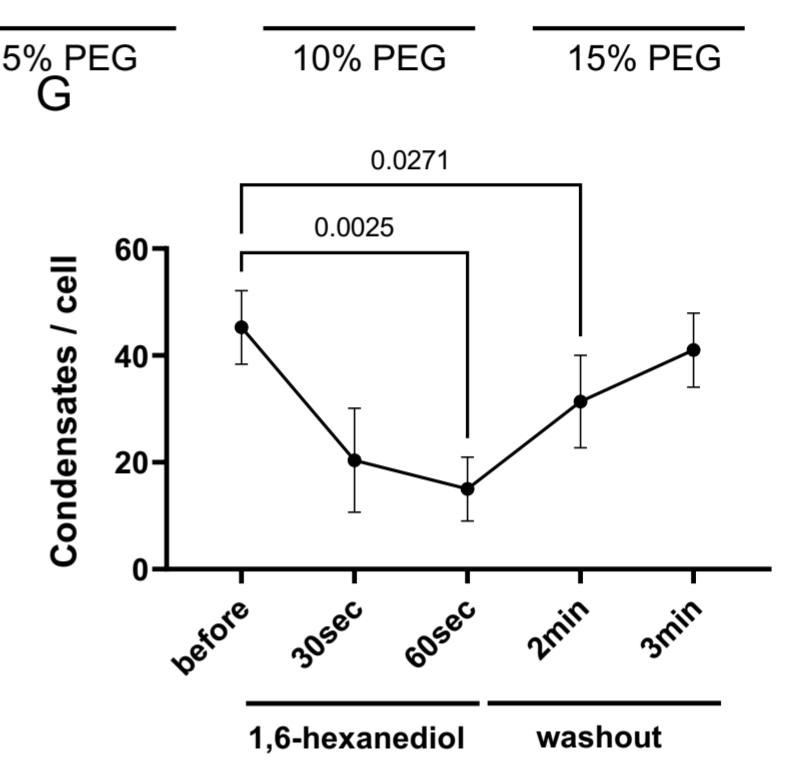 5% PEG 10% PEG 15% PEG
G
0.0271
0.0025
Condensates / cell
60
40
20
0
before 30sec 60sec 2min 3min
1,6-hexanediol washout